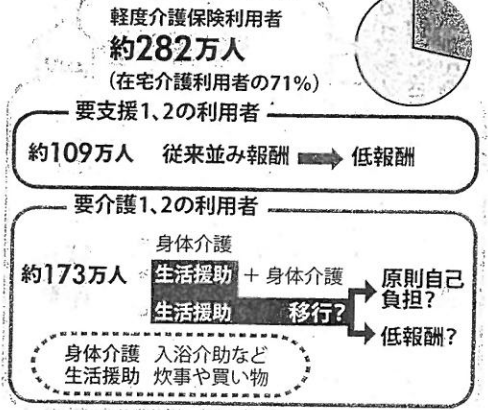 軽度介護保険利用者
約282万人
(在宅介護利用者の71%)
要支援1、2の利用者
約109万人 従来並み報酬 ➡ 低報酬
要介護1、2の利用者
身体介護
約173万人 生活援助 + 身体介護
生活援助 移行?
原則自己
負担?
低報酬?
身体介護 入浴介助など
生活援助 炊事や買い物